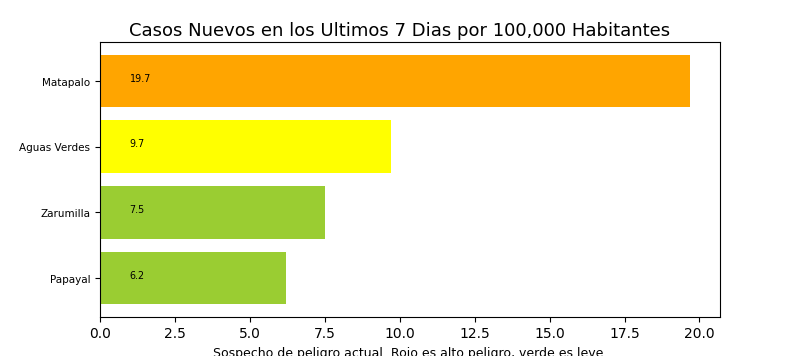 Casos Nuevos en los Ultimos 7 Dias por 100,000 Habitantes
Matapalo 19.7
Aguas Verdes 9.7
Zarumilla 7.5
Papayal 6.2
0.0 2.5 5.0 7.5 10.0 12.5 15.0 17.5 20.0
Sospecho de peligro actual. Rojo es alto peligro, verde es leve